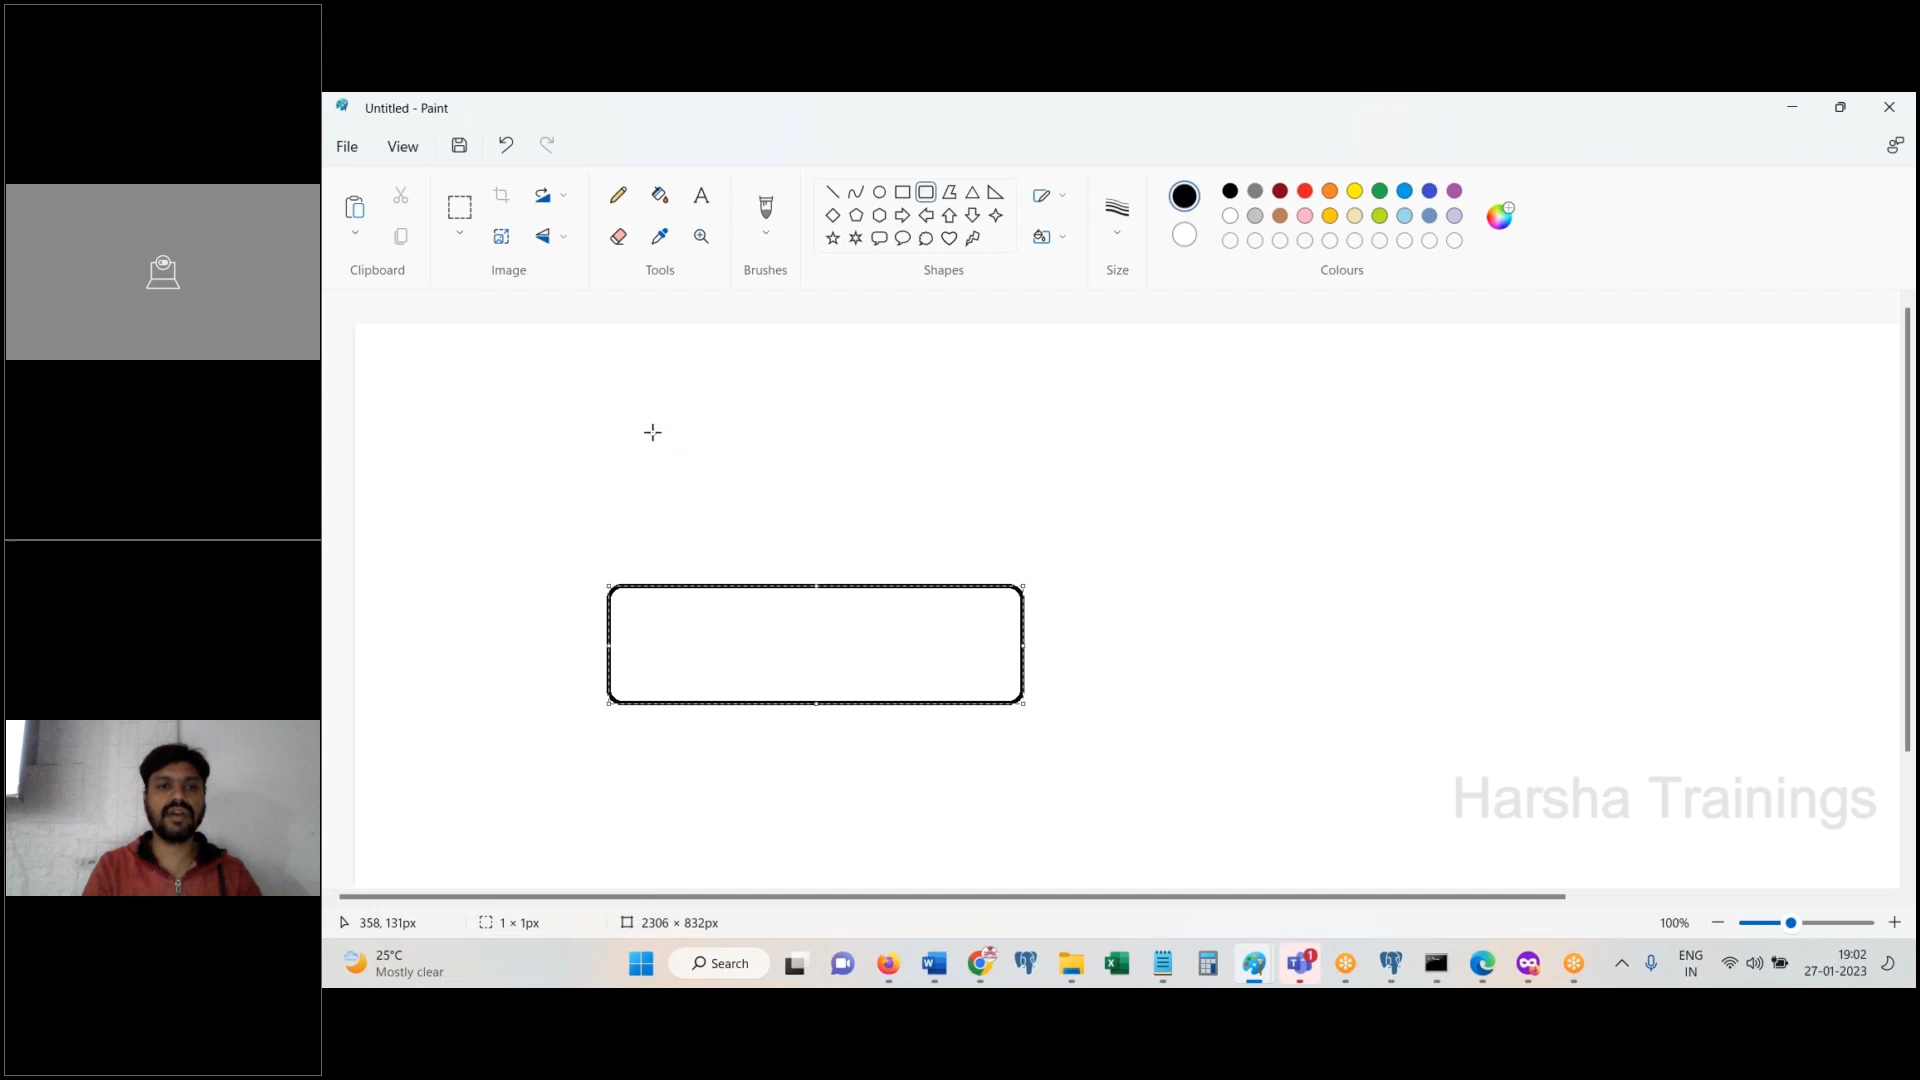 Untitled - Paint
File View
Clipboard Image Tools Brushes Shapes Size Colours
Harsha Trainings
358, 131px 1 × 1px 2306 × 832px 100%
25°C
Mostly clear
Search
1
ENG
IN
19:02
27-01-2023